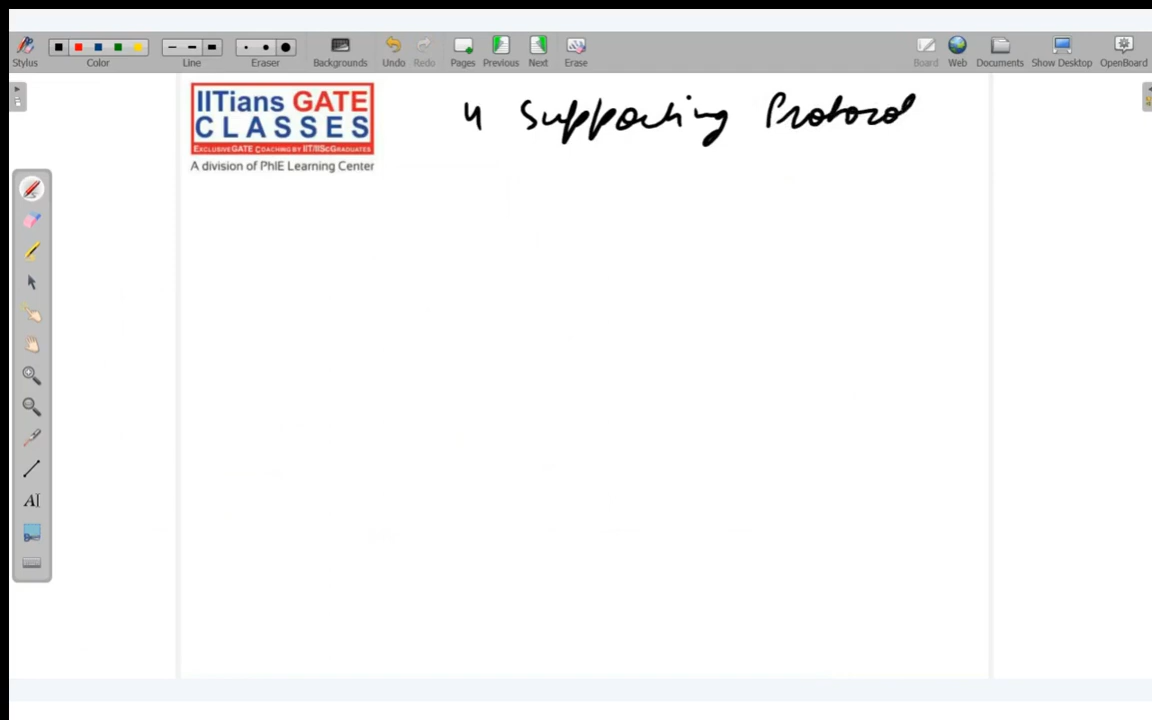 Stylus
Color
Line
Eraser
Backgrounds
Undo
Redo
Pages
Previous
Next
Erase
Board
Web
Documents
Show Desktop
OpenBoard
IITians GATE
CLASSES
EXCLUSIVE GATE COACHING BY IIT/IISC GRADUATES
A division of PhIE Learning Center
4 Supporting Protocol
AI